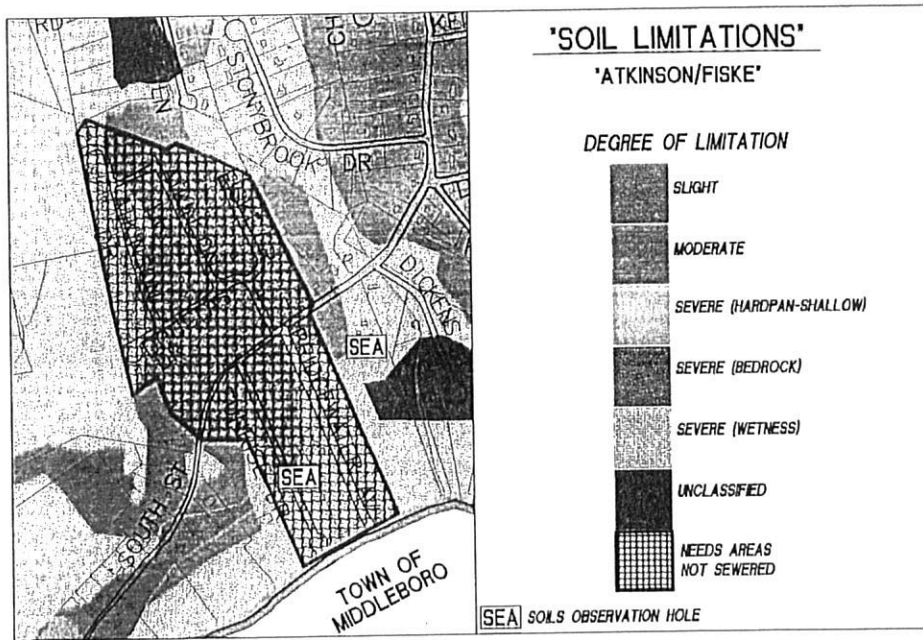 RD
STONYBROOK
DR
DICKENS
SEA
SEA
SOUTH ST
TOWN OF
MIDDLEBORO
"SOIL LIMITATIONS"
"ATKINSON/FISKE"
DEGREE OF LIMITATION
SLIGHT
MODERATE
SEVERE (HARDPAN-SHALLOW)
SEVERE (BEDROCK)
SEVERE (WETNESS)
UNCLASSIFIED
NEEDS AREAS
NOT SEWERED
SEA SOILS OBSERVATION HOLE